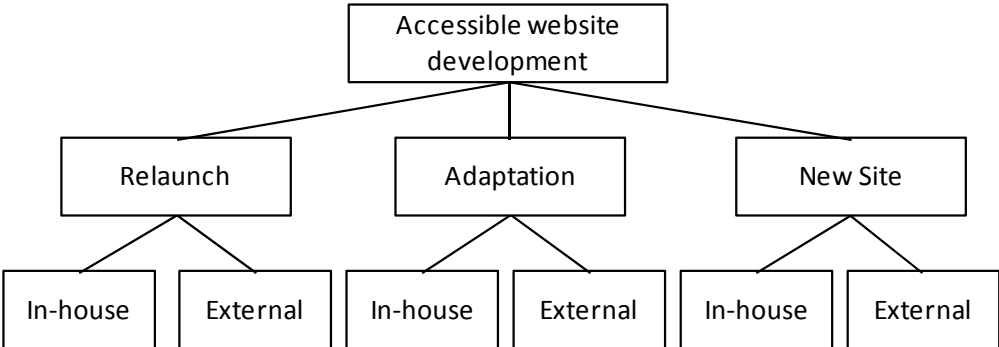 Accessible website
development
Relaunch
Adaptation
New Site
In-house
External
In-house
External
In-house
External